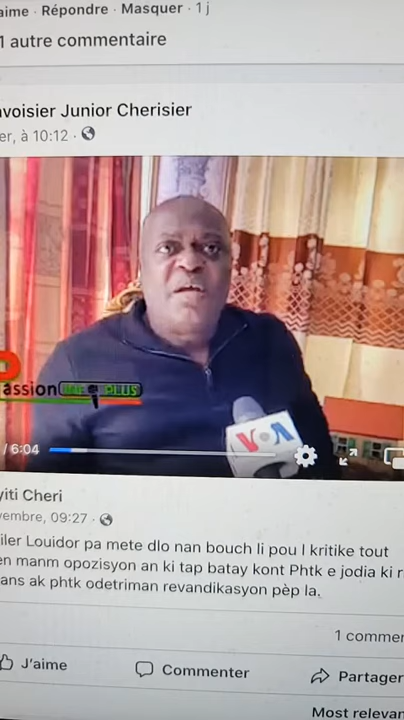 aime · Répondre · Masquer · 1 j
1 autre commentaire
voisier Junior Cherisier
er, à 10:12 ·
assion
PLUS
VOA
/ 6:04
yiti Cheri
vembre, 09:27 ·
iler Louidor pa mete dlo nan bouch li pou l kritike tout
en manm opozisyon an ki tap batay kont Phtk e jodia ki r
ans ak phtk odetriman revandikasyon pèp la.
1 commen
J'aime
Commenter
Partager
Most relevan